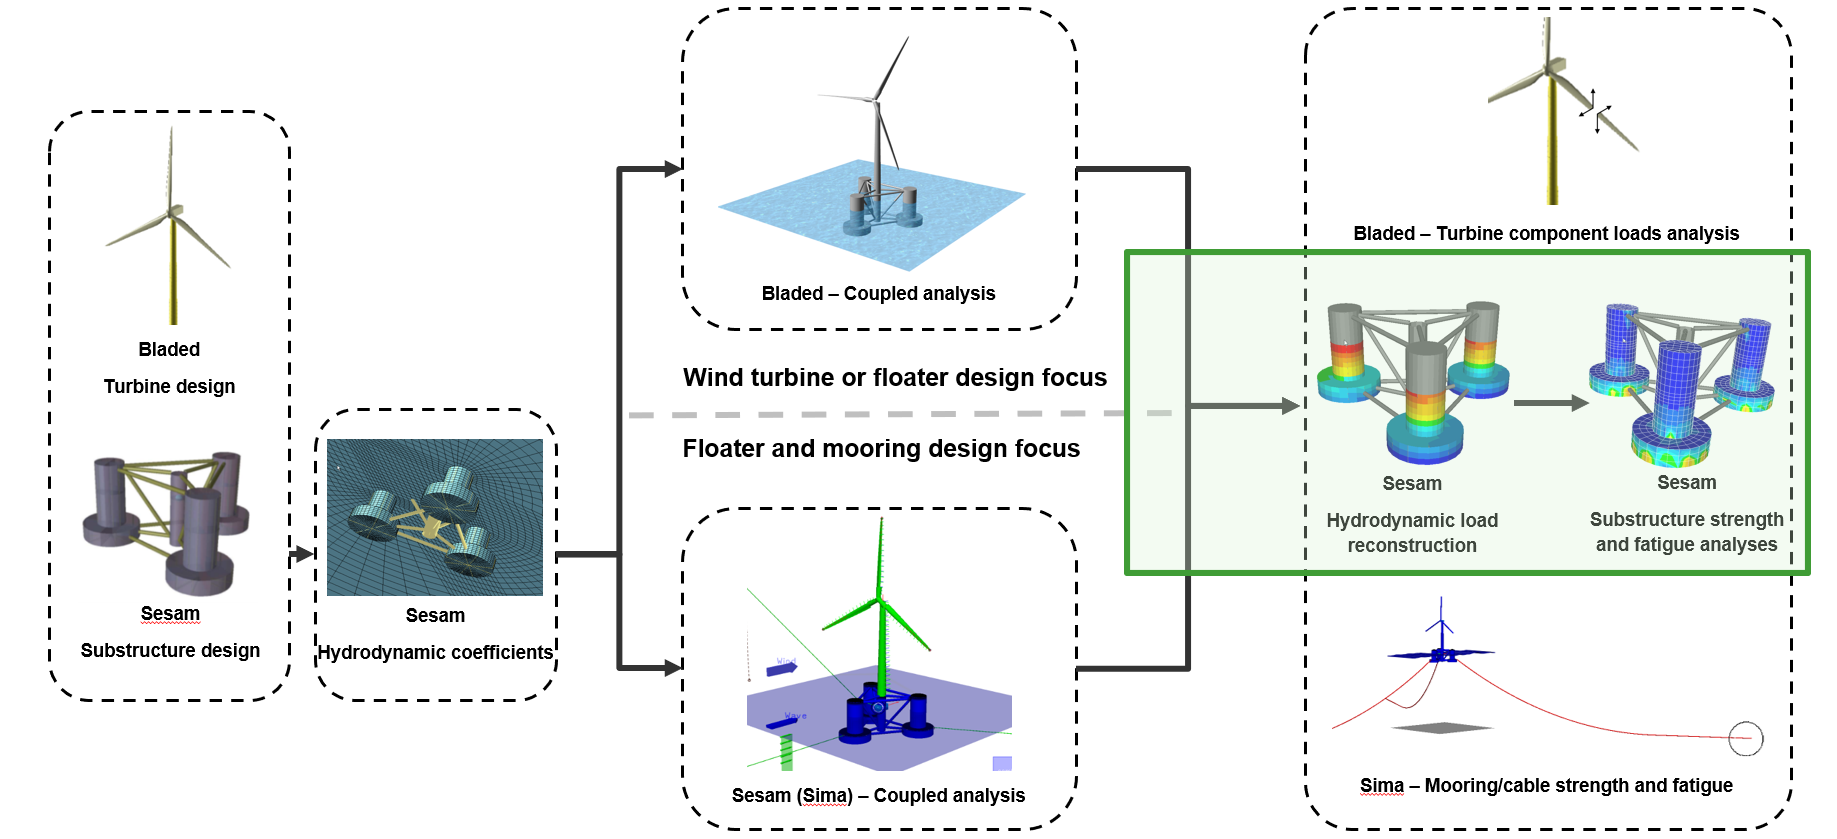 Bladed
Turbine design
Sesam
Substructure design
Sesam
Hydrodynamic coefficients
Bladed – Coupled analysis
Wind turbine or floater design focus
Floater and mooring design focus
Wind
Wave
Sesam (Sima) – Coupled analysis
Bladed – Turbine component loads analysis
Sesam
Hydrodynamic load
reconstruction
Sesam
Substructure strength
and fatigue analyses
Sima – Mooring/cable strength and fatigue